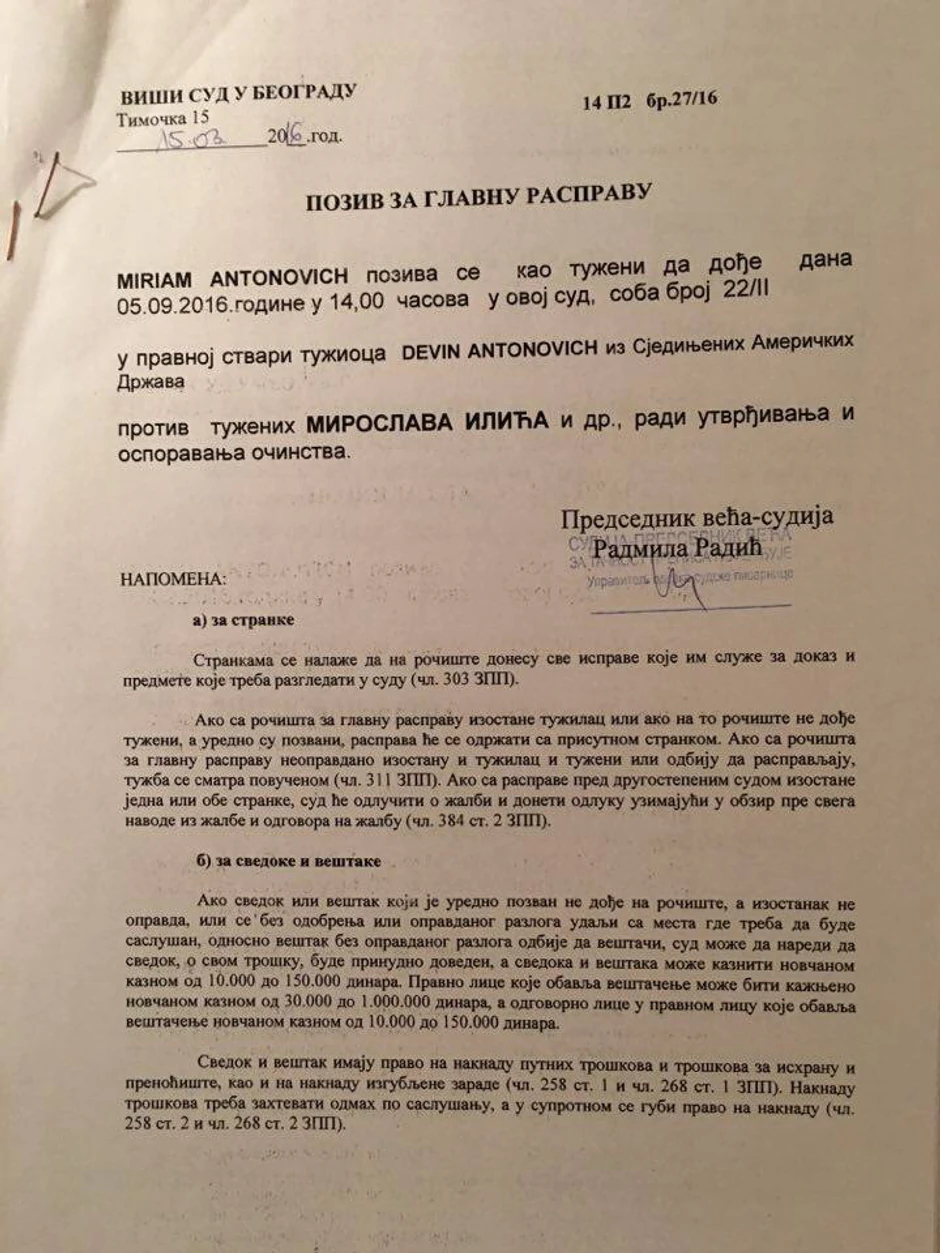 ВИШИ СУД У БЕОГРАДУ
14 П2 бр.27/16
Тимочка 15
15.03 2016.год.
ПОЗИВ ЗА ГЛАВНУ РАСПРАВУ
MIRIAM ANTONOVICH позива се као тужени да дође дана
05.09.2016.године у 14,00 часова у овој суд, соба број 22/II
у правној ствари тужиоца DEVIN ANTONOVICH из Сједињених Америчких
Држава
против тужених МИРОСЛАВА ИЛИЋА и др., ради утврђивања и
оспоравања очинства.
Председник већа-судија
Радмила Радић
Управитељ судске писарнице
НАПОМЕНА:
а) за странке
Странкама се налаже да на рочиште донесу све исправе које им служе за доказ и
предмете које треба разгледати у суду (чл. 303 ЗПП).
Ако са рочишта за главну расправу изостане тужилац или ако на то рочиште не дође
тужени, а уредно су позвани, расправа ће се одржати са присутном странком. Ако са рочишта
за главну расправу неоправдано изостану и тужилац и тужени или одбију да расправљају,
тужба се сматра повученом (чл. 311 ЗПП). Ако са расправе пред другостепеним судом изостане
једна или обе странке, суд ће одлучити о жалби и донети одлуку узимајући у обзир пре свега
наводе из жалбе и одговора на жалбу (чл. 384 ст. 2 ЗПП).
б) за сведоке и вештаке
Ако сведок или вештак који је уредно позван не дође на рочиште, а изостанак не
оправда, или се без одобрења или оправданог разлога удаљи са места где треба да буде
саслушан, односно вештак без оправданог разлога одбије да вештачи, суд може да нареди да
сведок, о свом трошку, буде принудно доведен, а сведока и вештака може казнити новчаном
казном од 10.000 до 150.000 динара. Правно лице које обавља вештачење може бити кажњено
новчаном казном од 30.000 до 1.000.000 динара, а одговорно лице у правном лицу које обавља
вештачење новчаном казном од 10.000 до 150.000 динара.
Сведок и вештак имају право на накнаду путних трошкова и трошкова за исхрану и
преноћиште, као и на накнаду изгубљене зараде (чл. 258 ст. 1 и чл. 268 ст. 1 ЗПП). Накнаду
трошкова треба захтевати одмах по саслушању, а у супротном се губи право на накнаду (чл.
258 ст. 2 и чл. 268 ст. 2 ЗПП).